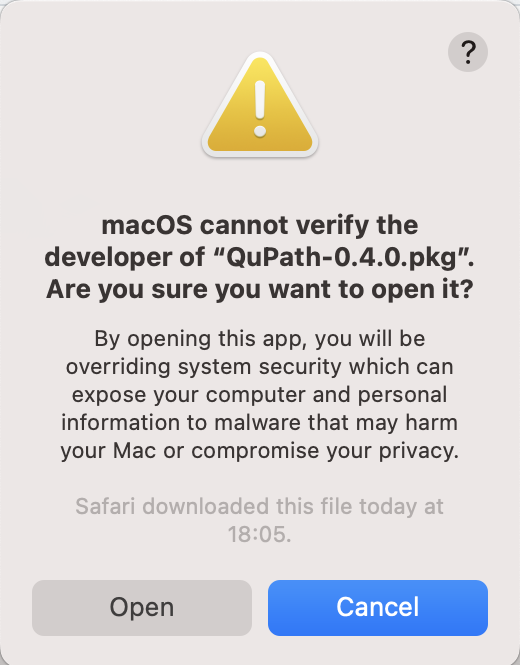 ?
macOS cannot verify the
developer of “QuPath-0.4.0.pkg”.
Are you sure you want to open it?
By opening this app, you will be
overriding system security which can
expose your computer and personal
information to malware that may harm
your Mac or compromise your privacy.
Safari downloaded this file today at
18:05.
Open
Cancel